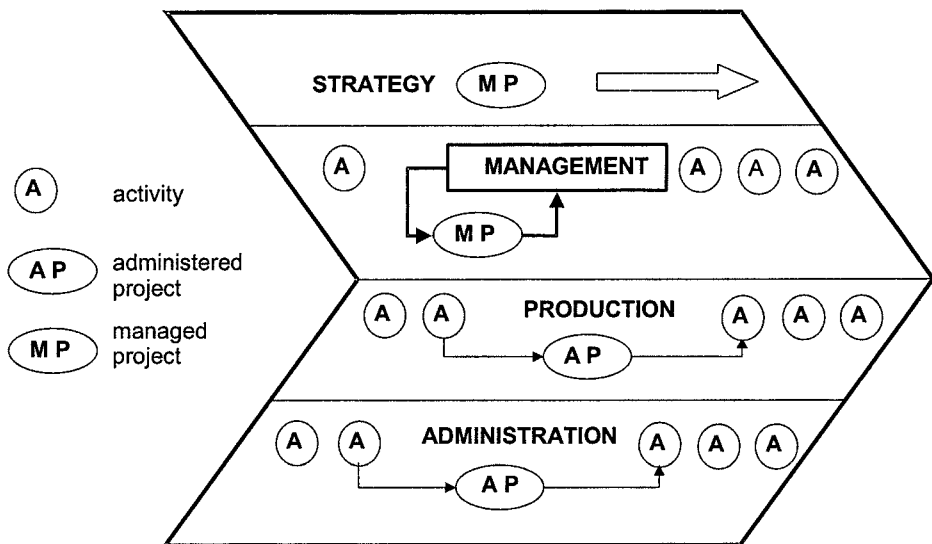 STRATEGY M P
A MANAGEMENT A A A
M P
A activity
A P administered
project
M P managed
project
A A PRODUCTION A A A
A P
A A ADMINISTRATION A A A
A P